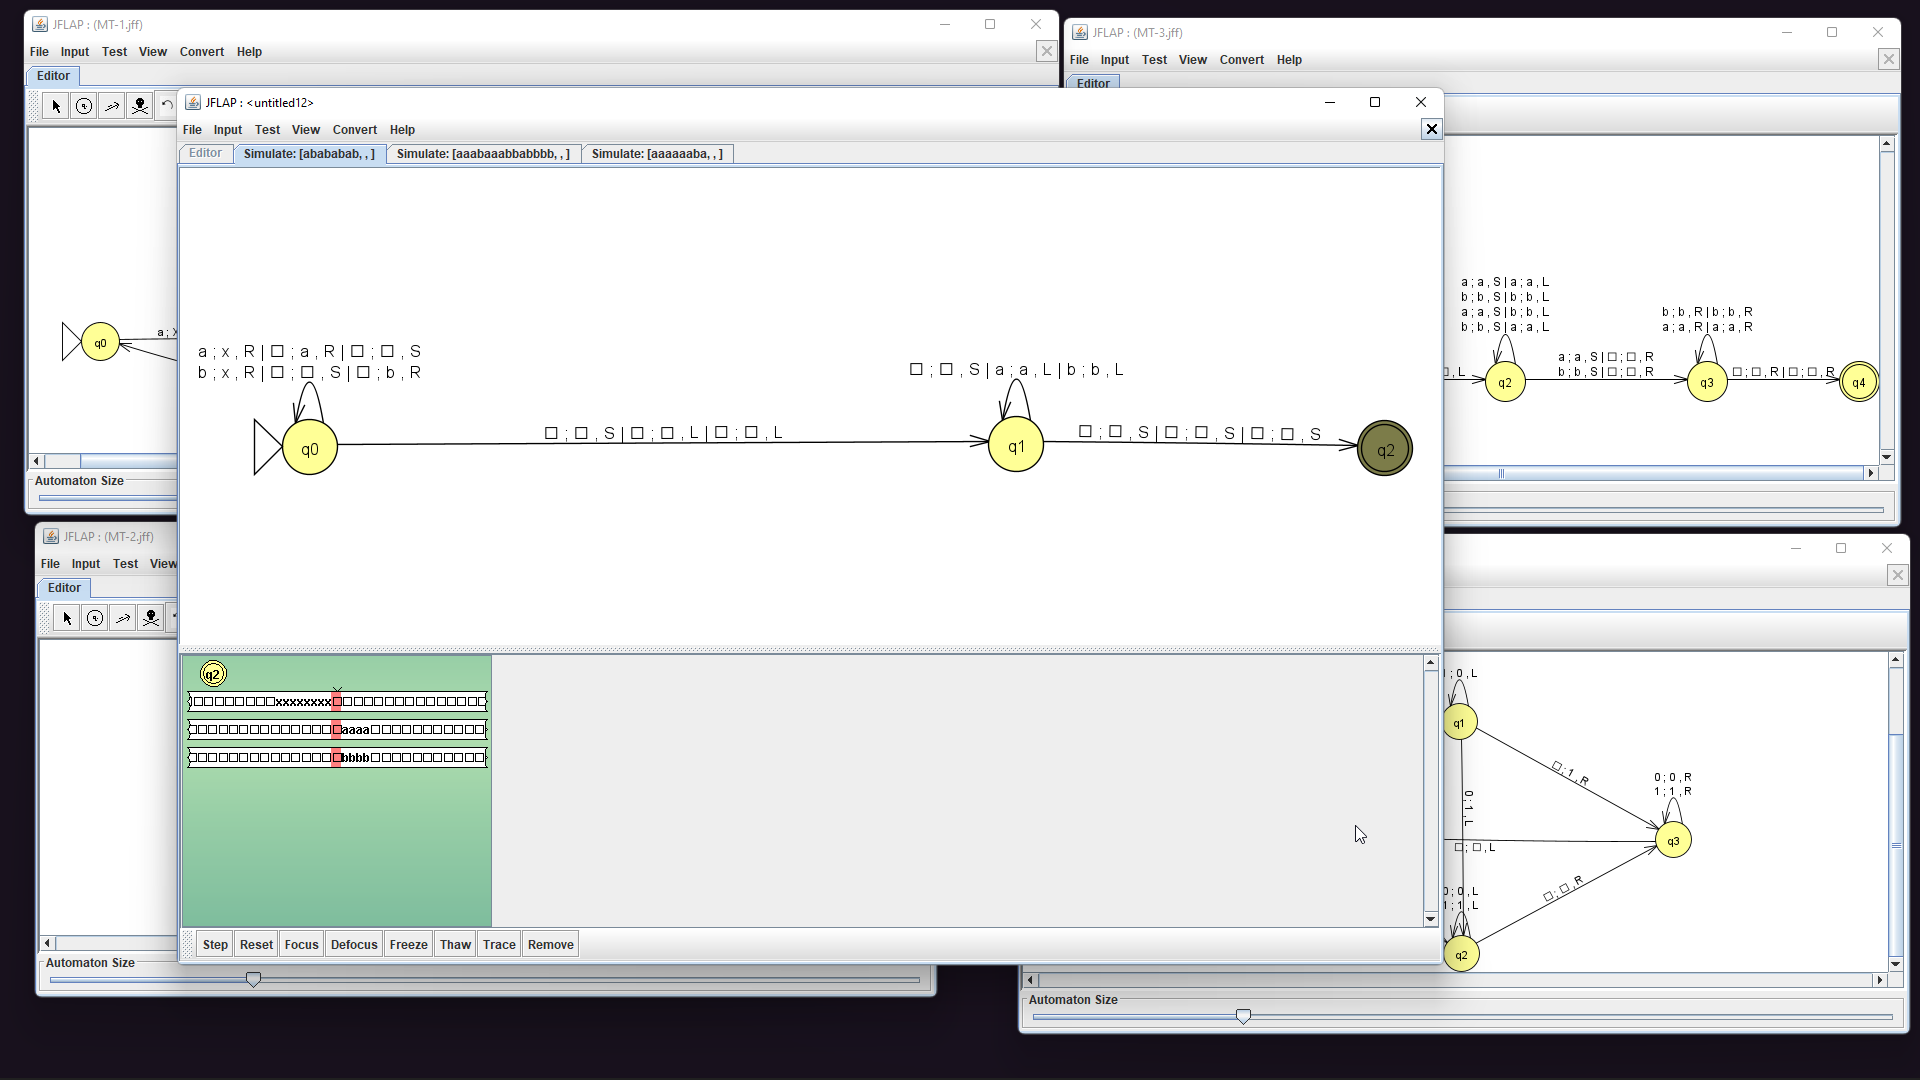 JFLAP : (MT-1.jff)
File Input Test View Convert Help
Editor
q0
a ; x
Automaton Size
JFLAP : (MT-3.jff)
File Input Test View Convert Help
Editor
a ; a , S | a ; a , L
b ; b , S | b ; b , L
a ; a , S | b ; b , L
b ; b , S | a ; a , L
b ; b , R | b ; b , R
a ; a , R | a ; a , R
a ; a , S | □ ; □ , R
b ; b , S | □ ; □ , R
□ , L
□ ; □ , R | □ ; □ , R
q2
q3
q4
JFLAP : <untitled12>
File Input Test View Convert Help
Editor Simulate: [abababab, , ] Simulate: [aaabaaabbabbbb, , ] Simulate: [aaaaaaba, , ]
a ; x , R | □ ; a , R | □ ; □ , S
b ; x , R | □ ; □ , S | □ ; b , R
□ ; □ , S | a ; a , L | b ; b , L
□ ; □ , S | □ ; □ , L | □ ; □ , L
□ ; □ , S | □ ; □ , S | □ ; □ , S
q0
q1
q2
q2
xxxxxxxx
aaaa
bbbb
Step Reset Focus Defocus Freeze Thaw Trace Remove
JFLAP : (MT-2.jff)
File Input Test View
Editor
Automaton Size
; 0 , L
q1
□ ; 1 , R
0 ; 0 , R
1 ; 1 , R
0 ; 1 , L
q3
□ ; □ , L
□ ; □ , R
0 ; 0 , L
1 ; 1 , L
q2
Automaton Size